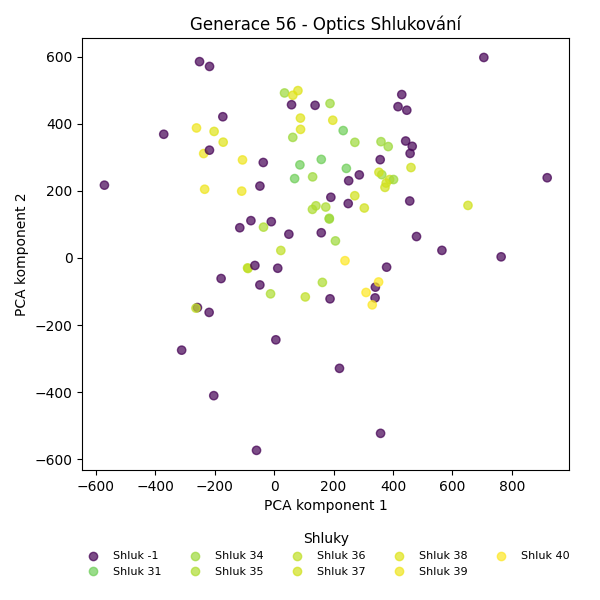 Generace 56 - Optics Shlukování
600
400
200
0
−200
−400
−600
PCA komponent 2
−600 −400 −200 0 200 400 600 800
PCA komponent 1
Shluky
Shluk -1 Shluk 34 Shluk 36 Shluk 38 Shluk 40
Shluk 31 Shluk 35 Shluk 37 Shluk 39